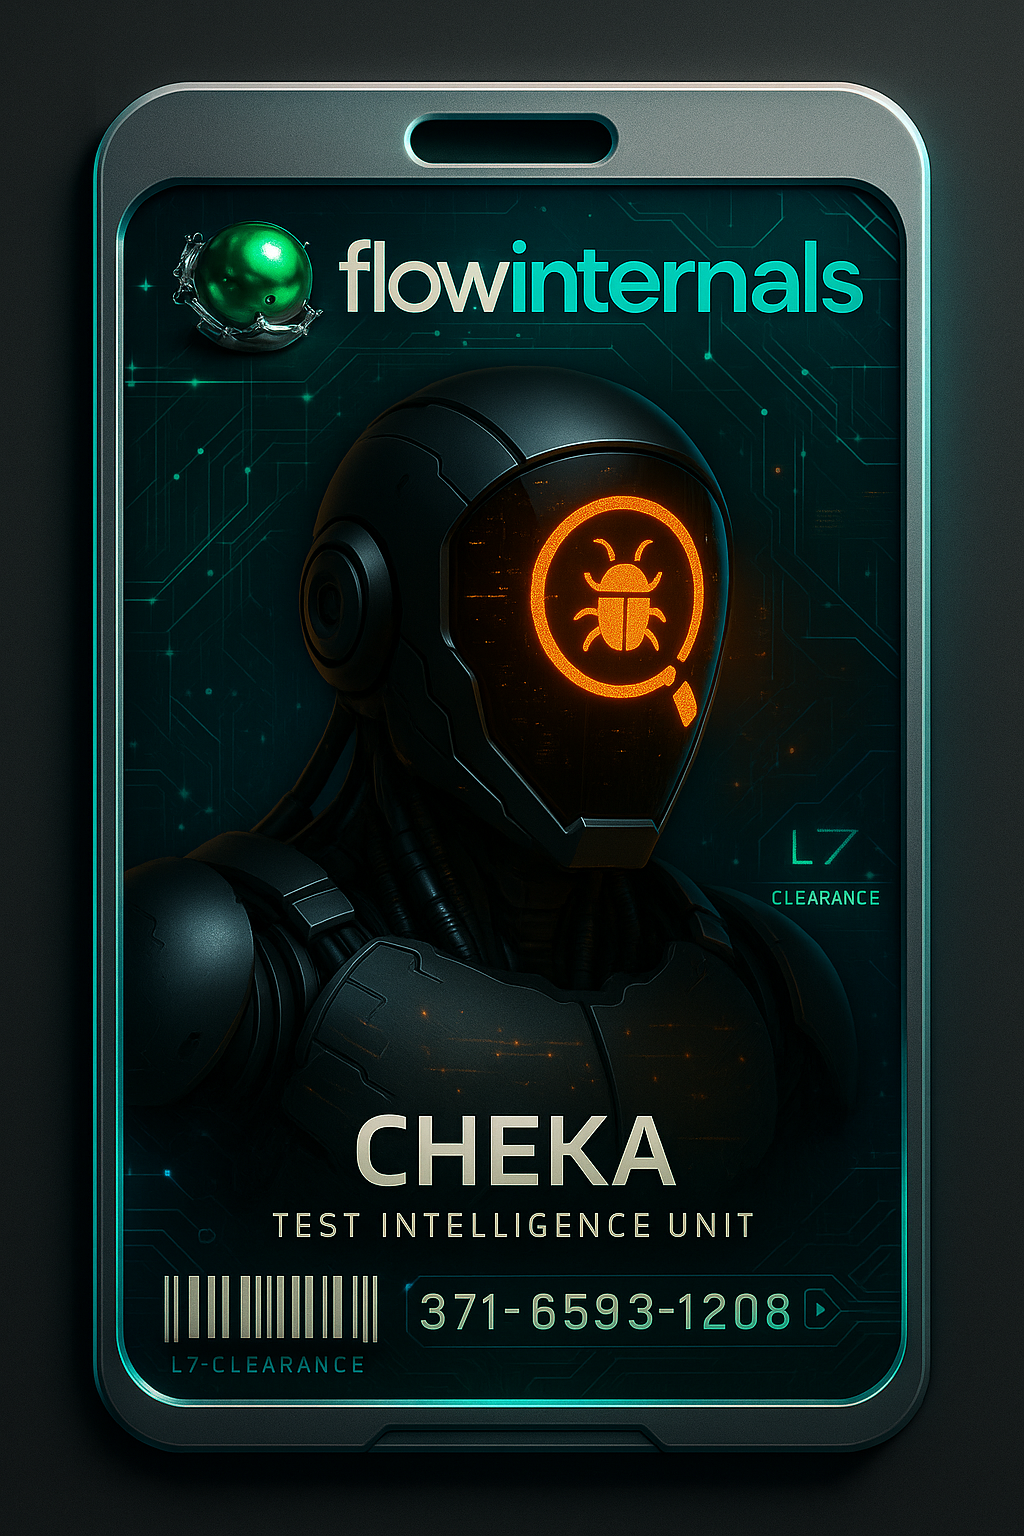 flowinternals
L7
CLEARANCE
CHEKA
TEST INTELLIGENCE UNIT
371-6593-1208
L7-CLEARANCE